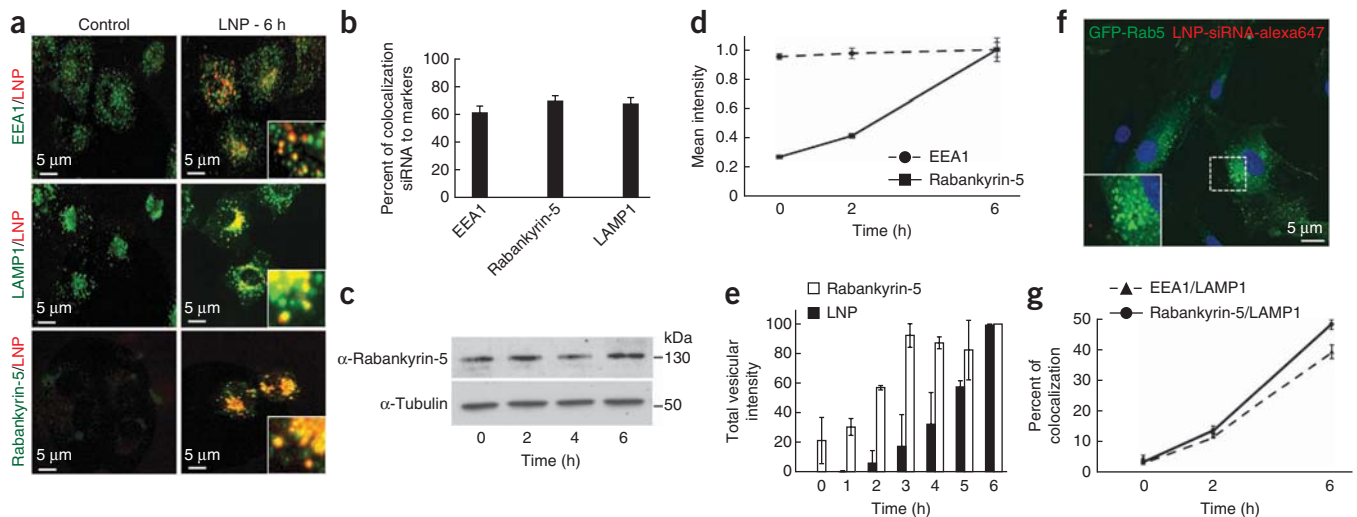 a
Control
LNP - 6 h
EEA1/LNP
5 µm
5 µm
LAMP1/LNP
5 µm
5 µm
Rabankyrin-5/LNP
5 µm
5 µm
b
Percent of colocalization
siRNA to markers
100
80
60
40
20
0
EEA1
Rabankyrin-5
LAMP1
c
kDa
α-Rabankyrin-5
130
α-Tubulin
50
0 2 4 6
Time (h)
d
Mean intensity
1.0
0.8
0.6
0.4
0.2
0
EEA1
Rabankyrin-5
0 2 6
Time (h)
e
Rabankyrin-5
LNP
Total vesicular
intensity
100
80
60
40
20
0
0 1 2 3 4 5 6
Time (h)
f
GFP-Rab5 LNP-siRNA-alexa647
5 µm
g
EEA1/LAMP1
Rabankyrin-5/LAMP1
Percent of
colocalization
50
40
30
20
10
0
0 2 6
Time (h)